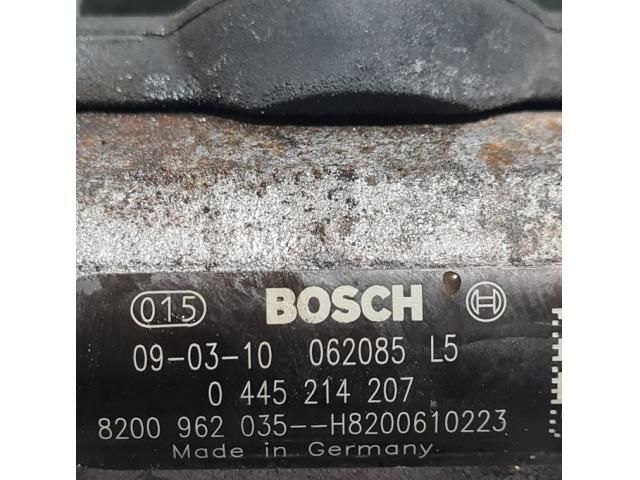 015 BOSCH
09-03-10 062085 L5
0 445 214 207
8200 962 035--H8200610223
Made in Germany